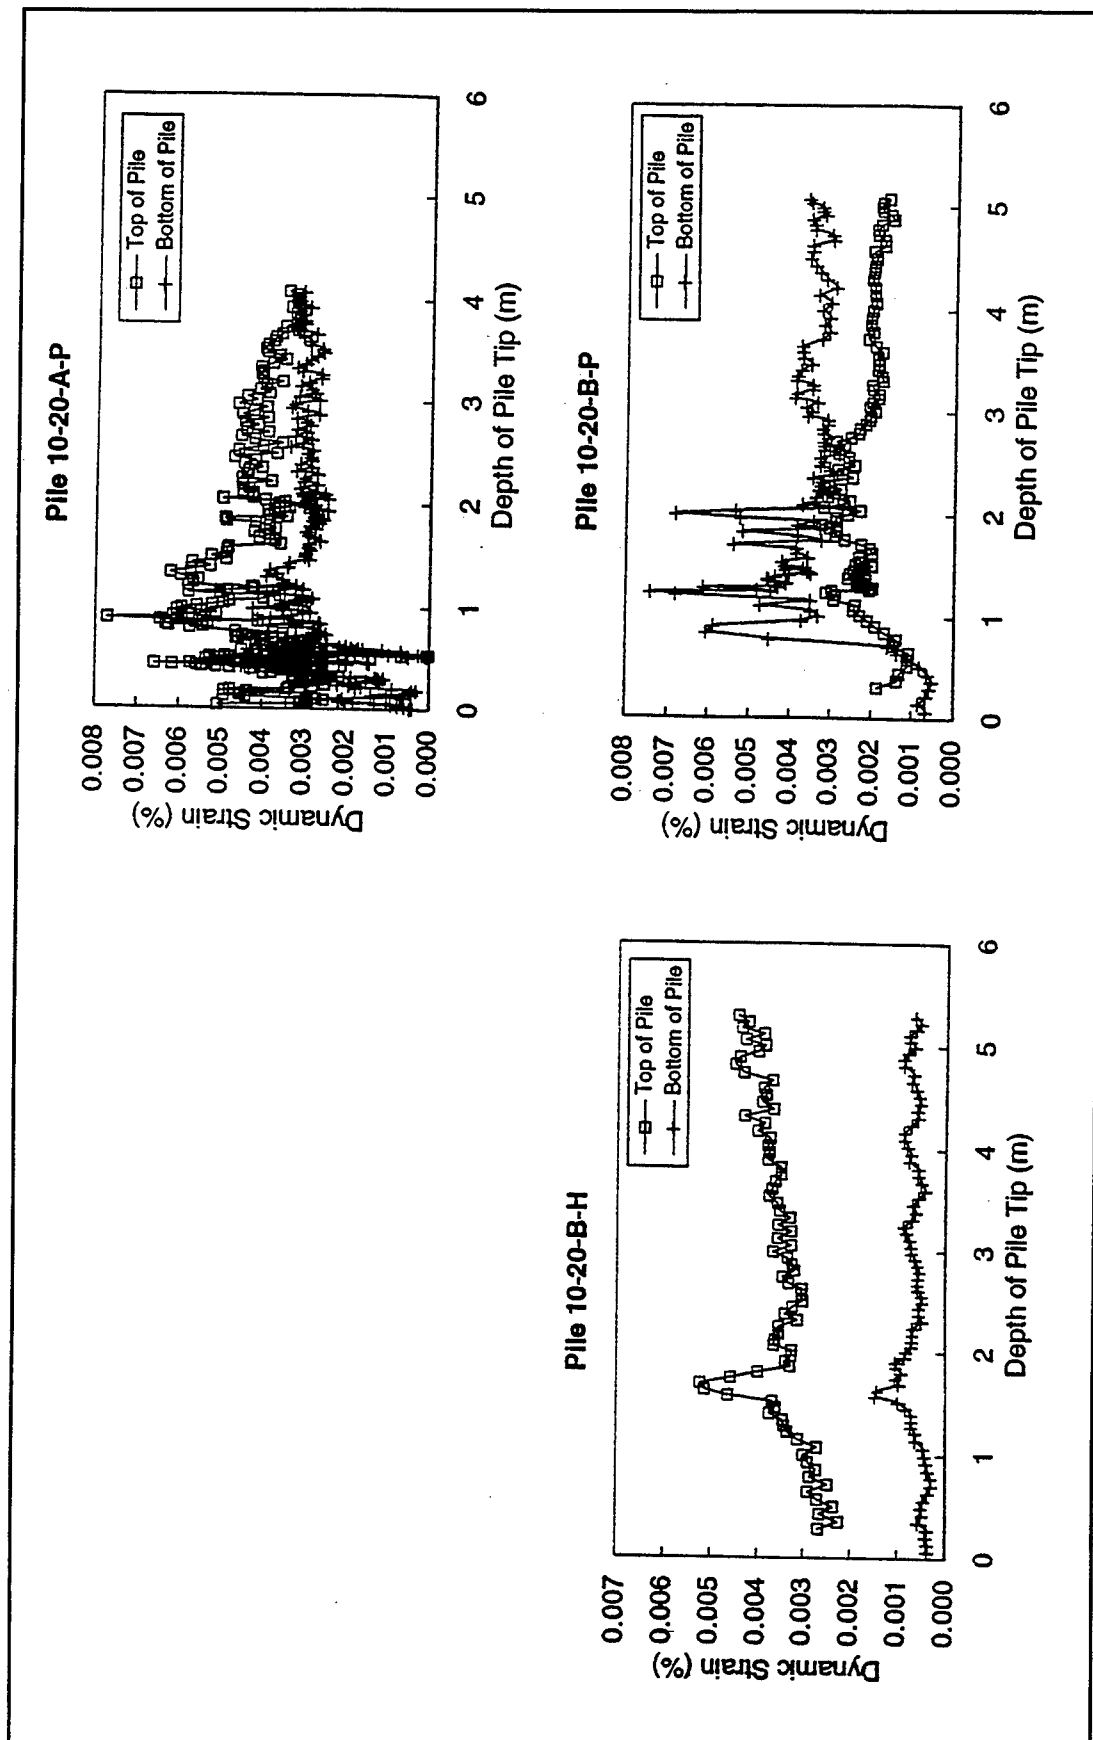 Pile 10-20-A-P
Top of Pile
Bottom of Pile
0.008
0.007
0.006
0.005
0.004
0.003
0.002
0.001
0.000
Dynamic Strain (%)
0 1 2 3 4 5 6
Depth of Pile Tip (m)
Pile 10-20-B-H
Top of Pile
Bottom of Pile
0.007
0.006
0.005
0.004
0.003
0.002
0.001
0.000
Dynamic Strain (%)
0 1 2 3 4 5 6
Depth of Pile Tip (m)
Pile 10-20-B-P
Top of Pile
Bottom of Pile
0.008
0.007
0.006
0.005
0.004
0.003
0.002
0.001
0.000
Dynamic Strain (%)
0 1 2 3 4 5 6
Depth of Pile Tip (m)